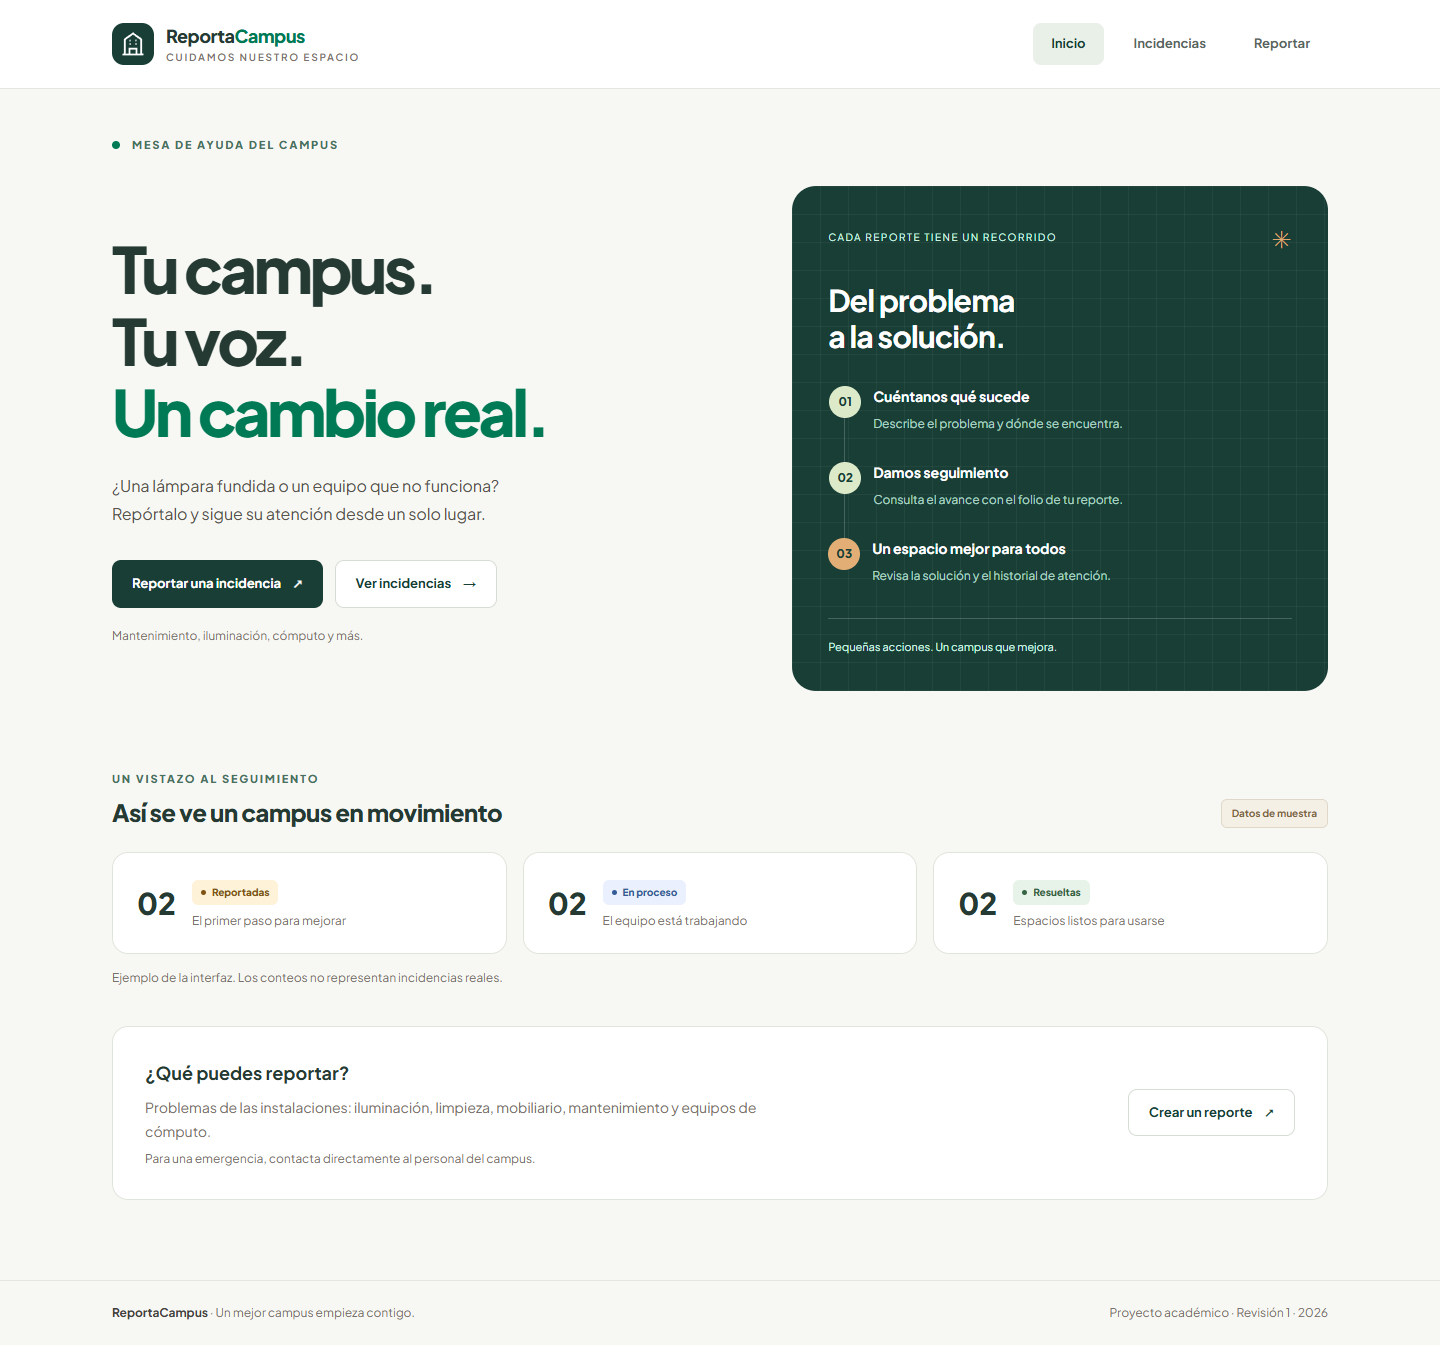 ReportaCampus
CUIDAMOS NUESTRO ESPACIO
Inicio
Incidencias
Reportar
MESA DE AYUDA DEL CAMPUS
Tu campus.
Tu voz.
Un cambio real.
¿Una lámpara fundida o un equipo que no funciona?
Repórtalo y sigue su atención desde un solo lugar.
Reportar una incidencia ↗
Ver incidencias →
Mantenimiento, iluminación, cómputo y más.
CADA REPORTE TIENE UN RECORRIDO
Del problema
a la solución.
01
Cuéntanos qué sucede
Describe el problema y dónde se encuentra.
02
Damos seguimiento
Consulta el avance con el folio de tu reporte.
03
Un espacio mejor para todos
Revisa la solución y el historial de atención.
Pequeñas acciones. Un campus que mejora.
UN VISTAZO AL SEGUIMIENTO
Así se ve un campus en movimiento
Datos de muestra
02
Reportadas
El primer paso para mejorar
02
En proceso
El equipo está trabajando
02
Resueltas
Espacios listos para usarse
Ejemplo de la interfaz. Los conteos no representan incidencias reales.
¿Qué puedes reportar?
Problemas de las instalaciones: iluminación, limpieza, mobiliario, mantenimiento y equipos de
cómputo.
Para una emergencia, contacta directamente al personal del campus.
Crear un reporte ↗
ReportaCampus · Un mejor campus empieza contigo.
Proyecto académico · Revisión 1 · 2026